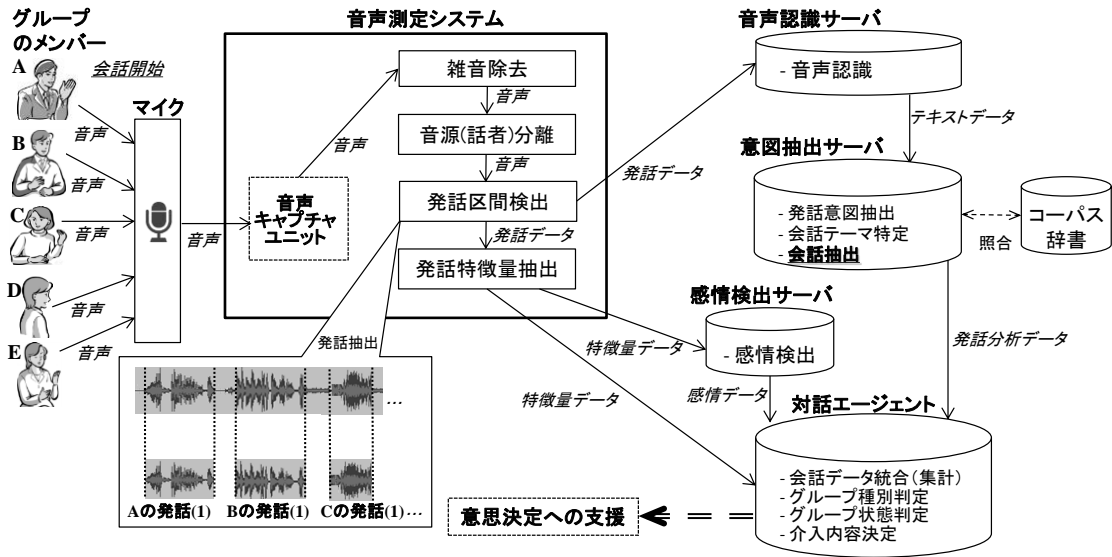 グループ
のメンバー
A
会話開始
音声
B
音声
C
音声
D
音声
E
音声
マイク
音声
音声測定システム
音声
キャプチャ
ユニット
音声
雑音除去
音声
音源(話者)分離
音声
発話区間検出
発話データ
発話特徴量抽出
発話データ
音声認識サーバ
- 音声認識
テキストデータ
意図抽出サーバ
- 発話意図抽出
- 会話テーマ特定
- 会話抽出
照合
コーパス
辞書
感情検出サーバ
- 感情検出
特徴量データ
特徴量データ
感情データ
発話分析データ
対話エージェント
- 会話データ統合(集計)
- グループ種別判定
- グループ状態判定
- 介入内容決定
意思決定への支援
発話抽出
...
Aの発話(1)
Bの発話(1)
Cの発話(1)...